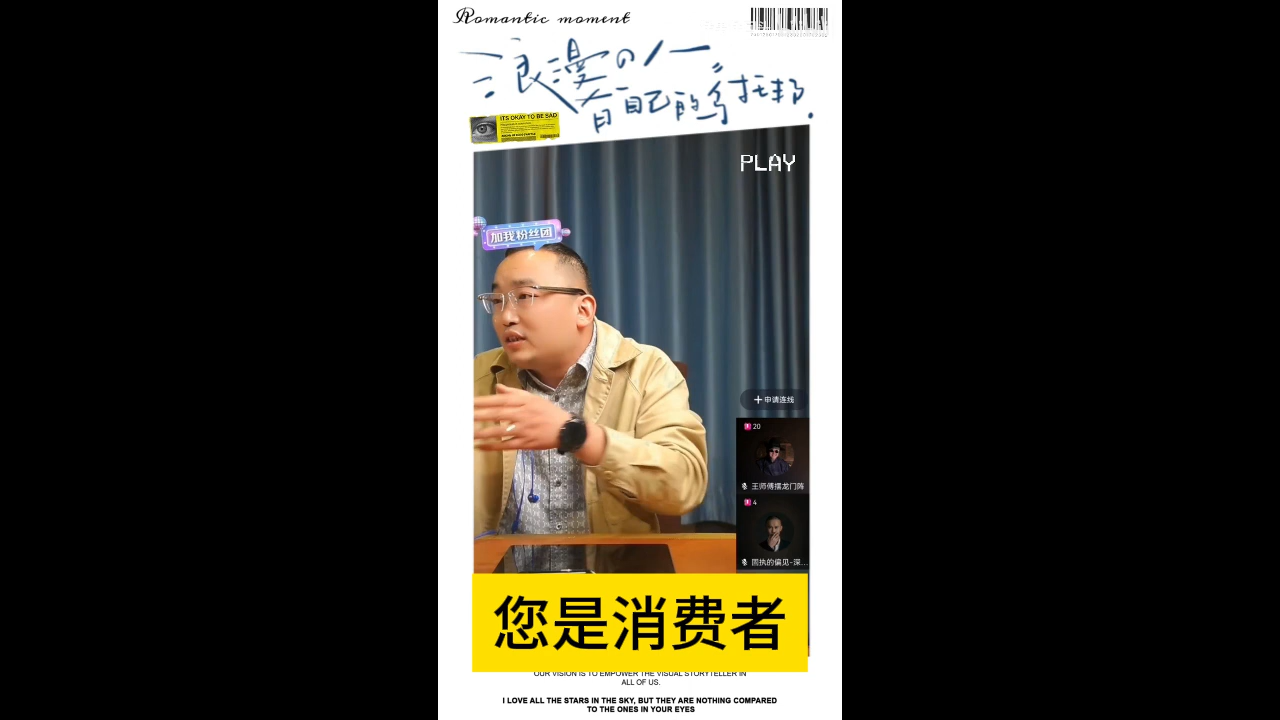 Romantic moment
浪漫の人
有自己的乌托邦.
ITS OKAY TO BE SAD
PLAY
加我粉丝团
申请连线
20
王师傅摆龙门阵
4
固执的偏见-深...
您是消费者
OUR VISION IS TO EMPOWER THE VISUAL STORYTELLER IN
ALL OF US.
I LOVE ALL THE STARS IN THE SKY, BUT THEY ARE NOTHING COMPARED
TO THE ONES IN YOUR EYES